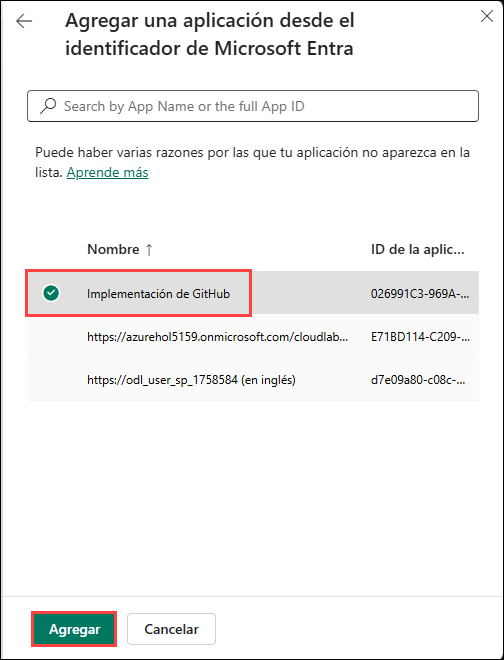 Agregar una aplicación desde el
identificador de Microsoft Entra
Search by App Name or the full App ID
Puede haber varias razones por las que tu aplicación no aparezca en la
lista. Aprende más
Nombre ↑ ID de la aplic...
Implementación de GitHub 026991C3-969A-...
https://azurehol5159.onmicrosoft.com/cloudlab... E71BD114-C209-...
https://odl_user_sp_1758584 (en inglés) d7e09a80-c08c-...
Agregar Cancelar